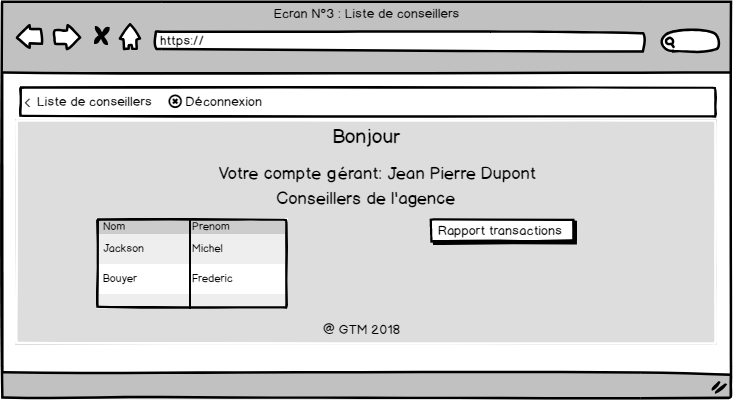 Ecran N°3 : Liste de conseillers
https://
Liste de conseillers Déconnexion
Bonjour
Votre compte gérant: Jean Pierre Dupont
Conseillers de l'agence
Nom Prenom
Rapport transactions
Jackson Michel
Bouyer Frederic
@ GTM 2018